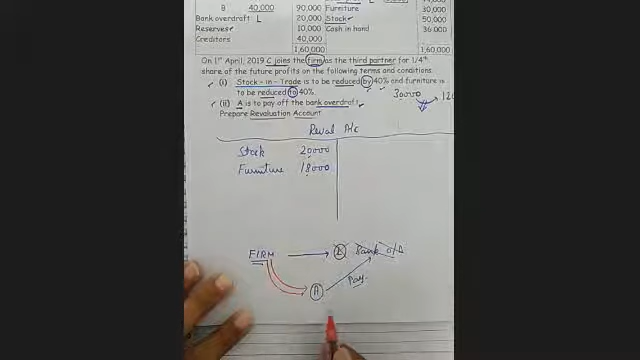 B 40,000 90,000 Furniture 30,000
Bank overdraft L 20,000 Stock 50,000
Reserves 10,000 Cash in hand 36,000
Creditors 40,000
1,60,000 1,60,000
On 1st April, 2019 C joins the firm as the third partner for 1/4th
share of the future profits on the following terms and conditions
(i) Stock - in - Trade is to be reduced by 40% and furniture is
to be reduced to 40%. 30000 120
(ii) A is to pay off the bank overdraft
Prepare Revaluation Account
Reval A/c
Stock 20000
Furniture 18000
FIRM Bank O/D
A Pay